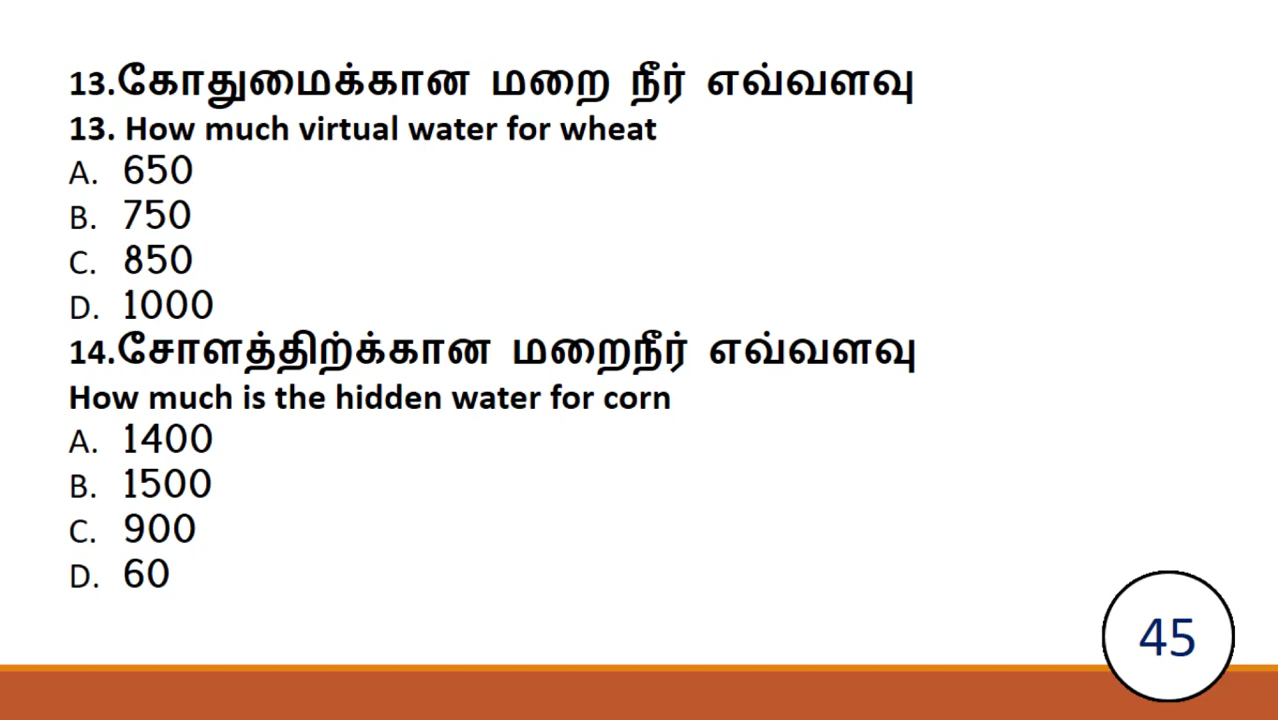 13.கோதுமைக்கான மறை நீர் எவ்வளவு
13. How much virtual water for wheat
A. 650
B. 750
C. 850
D. 1000
14.சோளத்திற்க்கான மறைநீர் எவ்வளவு
How much is the hidden water for corn
A. 1400
B. 1500
C. 900
D. 60
45